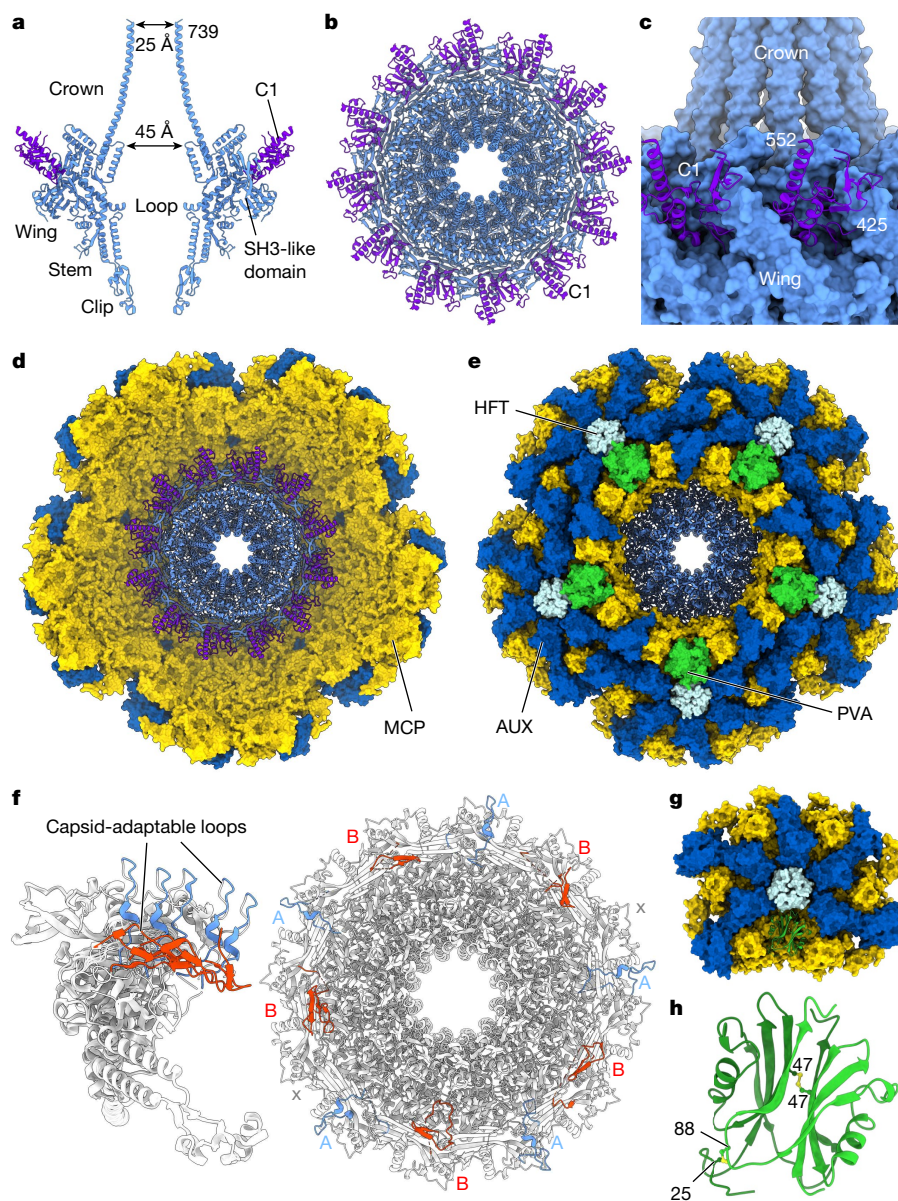 a
25 Å
739
Crown
C1
45 Å
Loop
Wing
SH3-like
domain
Stem
Clip
b
C1
c
Crown
552
C1
425
Wing
d
MCP
e
HFT
AUX
PVA
f
Capsid-adaptable loops
A
B
B
x
A
A
B
B
x
A
A
B
g
h
47
47
88
25